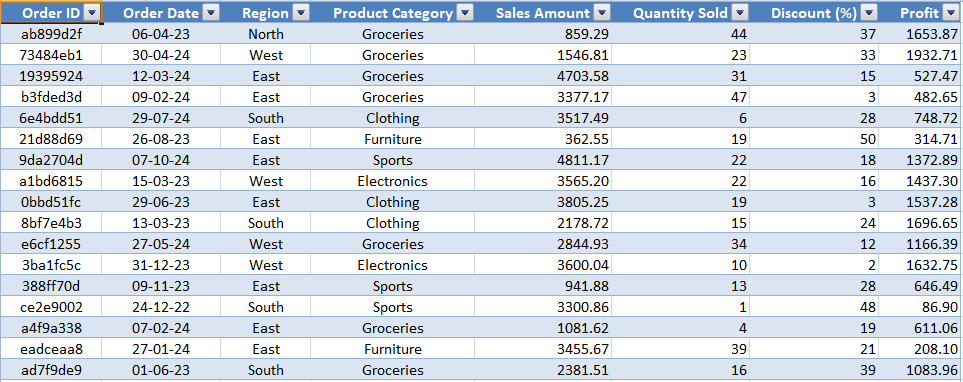 Order ID Order Date Region Product Category Sales Amount Quantity Sold Discount (%) Profit
ab899d2f 06-04-23 North Groceries 859.29 44 37 1653.87
73484eb1 30-04-24 West Groceries 1546.81 23 33 1932.71
19395924 12-03-24 East Groceries 4703.58 31 15 527.47
b3fded3d 09-02-24 East Groceries 3377.17 47 3 482.65
6e4bdd51 29-07-24 South Clothing 3517.49 6 28 748.72
21d88d69 26-08-23 East Furniture 362.55 19 50 314.71
9da2704d 07-10-24 East Sports 4811.17 22 18 1372.89
a1bd6815 15-03-23 West Electronics 3565.20 22 16 1437.30
0bbd51fc 29-06-23 East Clothing 3805.25 19 3 1537.28
8bf7e4b3 13-03-23 South Clothing 2178.72 15 24 1696.65
e6cf1255 27-05-24 West Groceries 2844.93 34 12 1166.39
3ba1fc5c 31-12-23 West Electronics 3600.04 10 2 1632.75
388ff70d 09-11-23 East Sports 941.88 13 28 646.49
ce2e9002 24-12-22 South Sports 3300.86 1 48 86.90
a4f9a338 07-02-24 East Groceries 1081.62 4 19 611.06
eadceaa8 27-01-24 East Furniture 3455.67 39 21 208.10
ad7f9de9 01-06-23 South Groceries 2381.51 16 39 1083.96